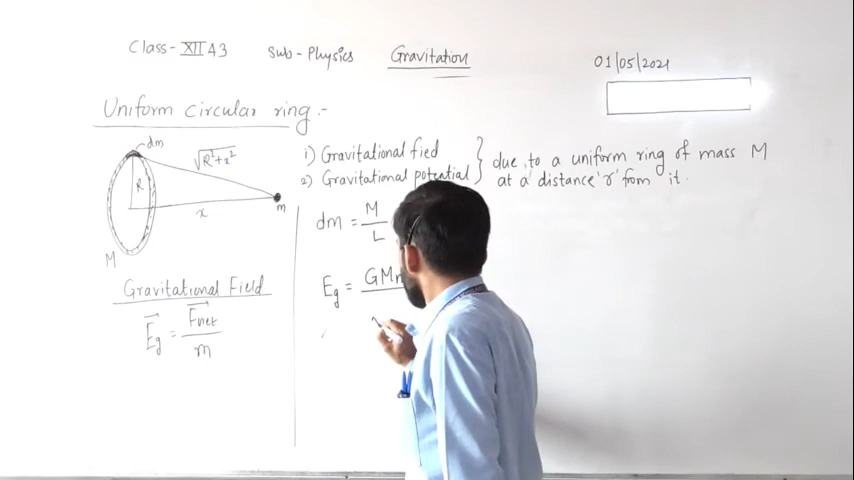 Class- XII A3 Sub- Physics Gravitation 01/05/2021
Uniform circular ring :-
dm
√R²+x²
R
x
m
M
1) Gravitational fied
2) Gravitational potential
due to a uniform ring of mass M
at a distance 'r' from it.
dm = M/L
Eg = GM
Gravitational Field
Eg = Fnet/m